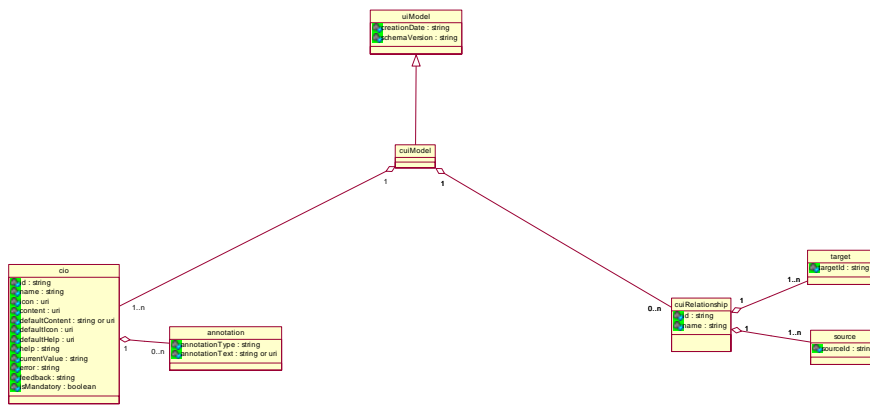 uiModel
creationDate : string
schemaVersion : string
cuiModel
1
1
cio
id : string
name : string
icon : uri
content : uri
defaultContent : string or uri
defaultIcon : uri
defaultHelp : uri
help : string
currentValue : string
error : string
feedback : string
isMandatory : boolean
1..n
1
0..n
annotation
annotationType : string
annotationText : string or uri
0..n
cuiRelationship
id : string
name : string
1
1..n
target
targetId : string
1
1..n
source
sourceId : string